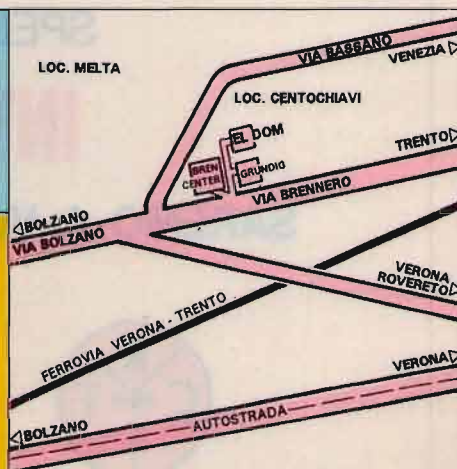 VIA BASSANO
VENEZIA
LOC. MELTA
LOC. CENTOCHIAVI
EL DOM
TRENTO
BREN
CENTER
GRUNDIG
VIA BRENNERO
BOLZANO
VIA BOLZANO
VERONA
ROVERETO
FERROVIA VERONA - TRENTO
VERONA
BOLZANO
AUTOSTRADA